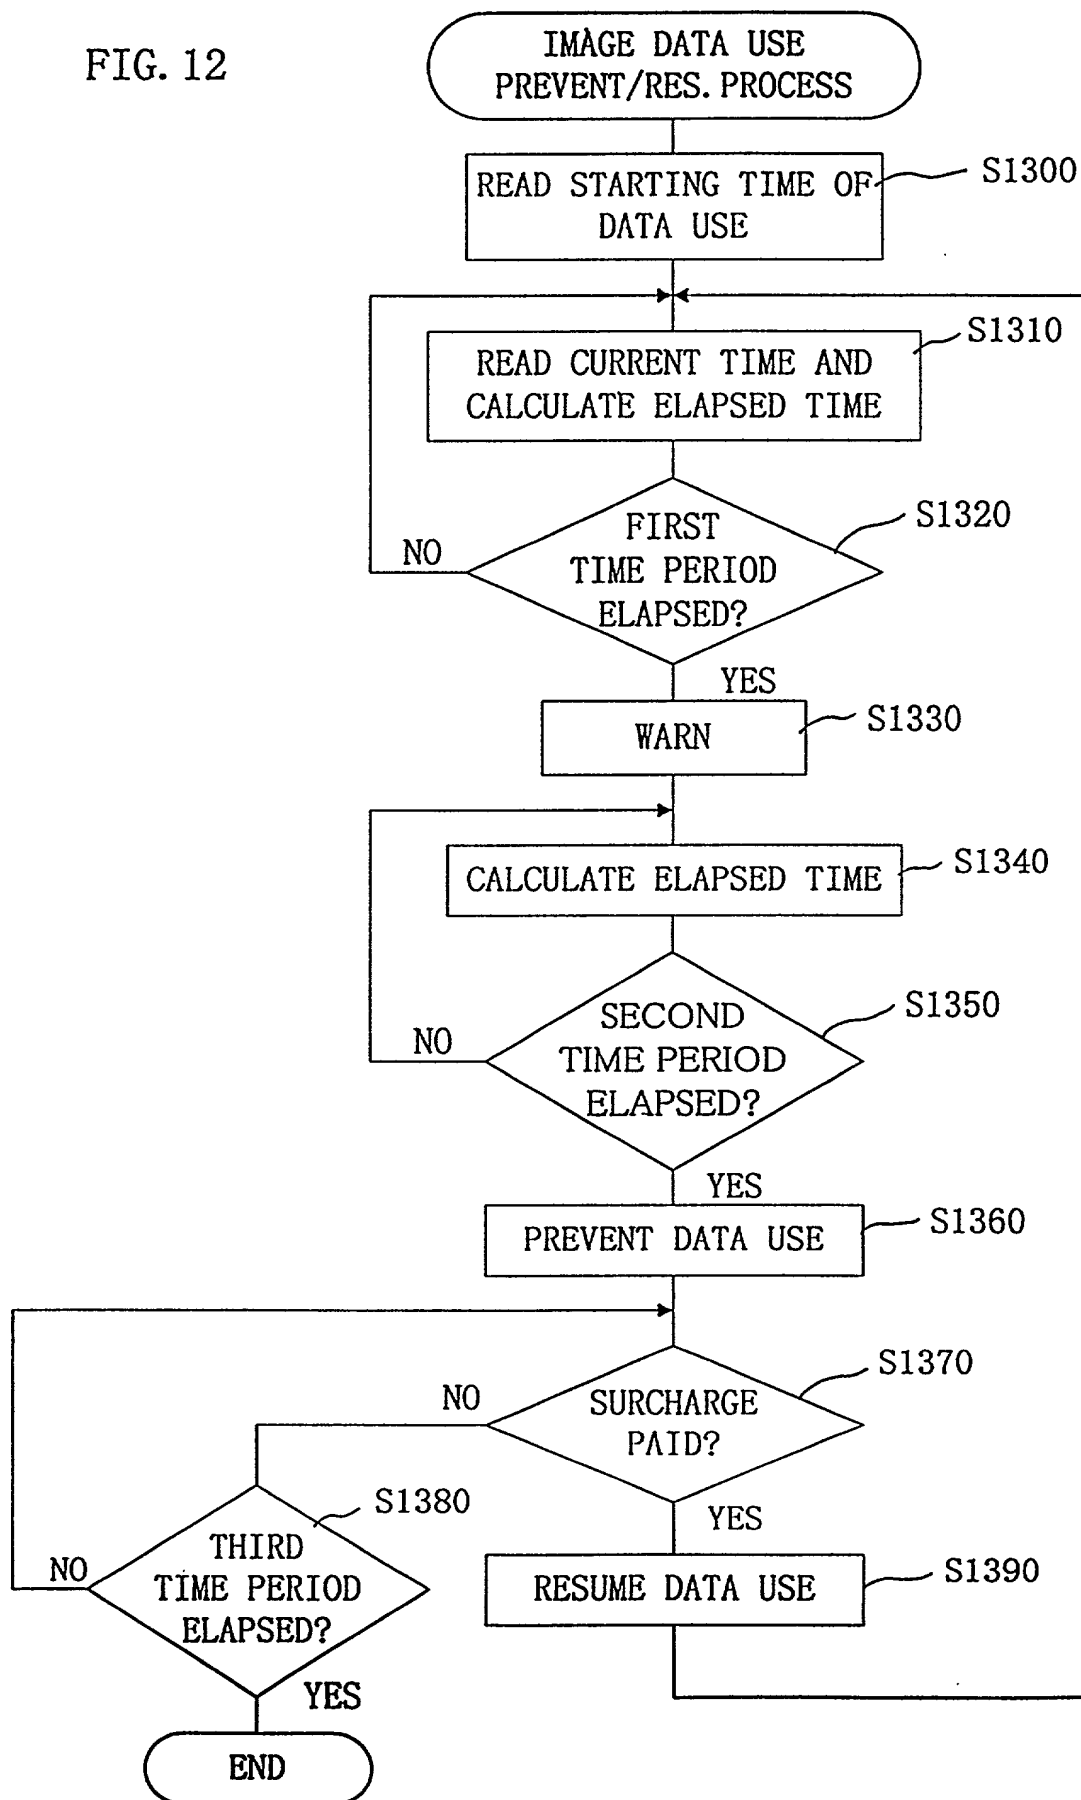 FIG. 12
IMAGE DATA USE
PREVENT/RES. PROCESS
S1300
READ STARTING TIME OF
DATA USE
S1310
READ CURRENT TIME AND
CALCULATE ELAPSED TIME
S1320
FIRST
TIME PERIOD
ELAPSED?
NO
YES
S1330
WARN
S1340
CALCULATE ELAPSED TIME
S1350
SECOND
TIME PERIOD
ELAPSED?
NO
YES
S1360
PREVENT DATA USE
S1370
SURCHARGE
PAID?
NO
YES
S1380
THIRD
TIME PERIOD
ELAPSED?
NO
YES
S1390
RESUME DATA USE
END